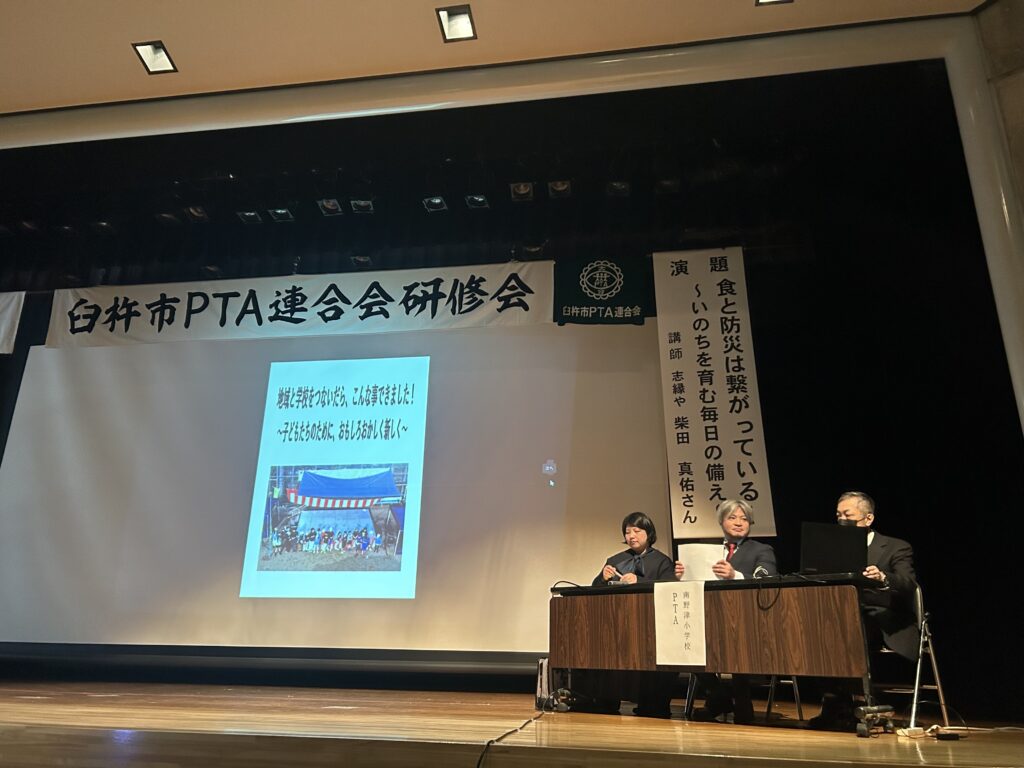 臼杵市PTA連合会研修会
臼杵市PTA連合会
演題 食と防災は繋がっている
～いのちを育む毎日の備え
講師 志縁や 柴田 真佑さん
地域と学校をつないだら、こんな事できました！
～子どもたちのために、おもしろおかしく新しく～
南野津小学校
PTA